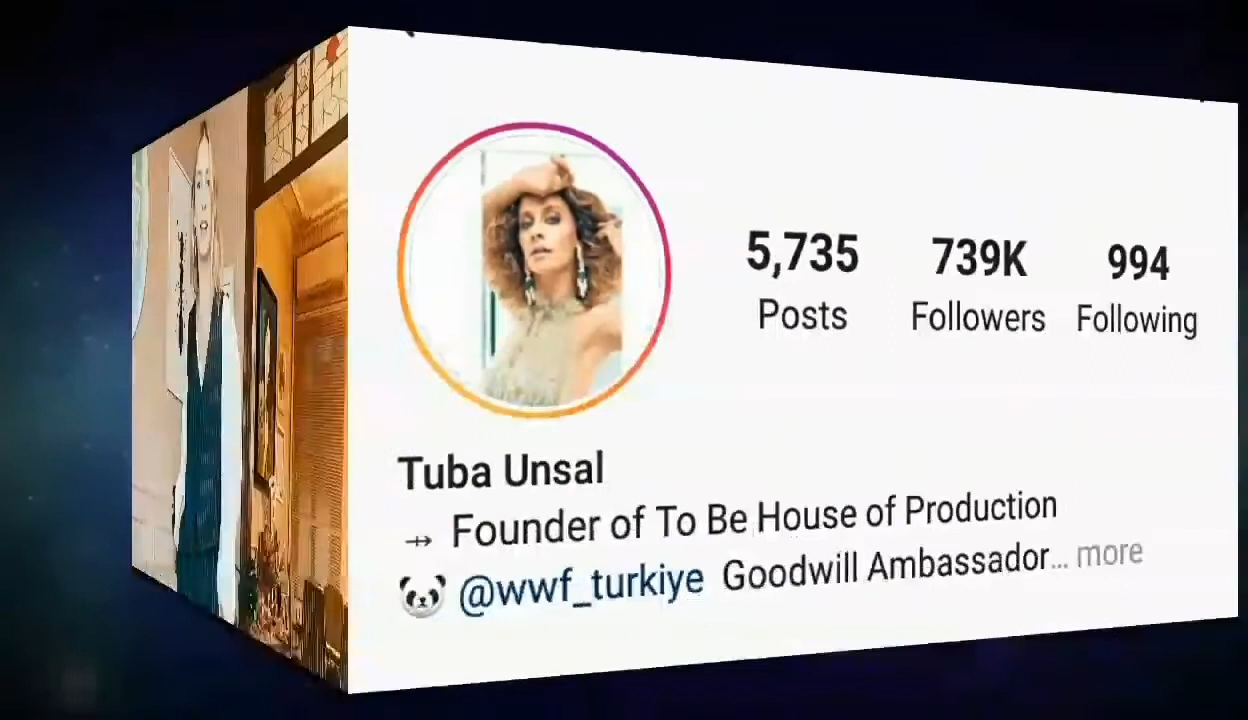 5,735 739K 994
Posts Followers Following
Tuba Unsal
→ Founder of To Be House of Production
🐼 @wwf_turkiye Goodwill Ambassador... more